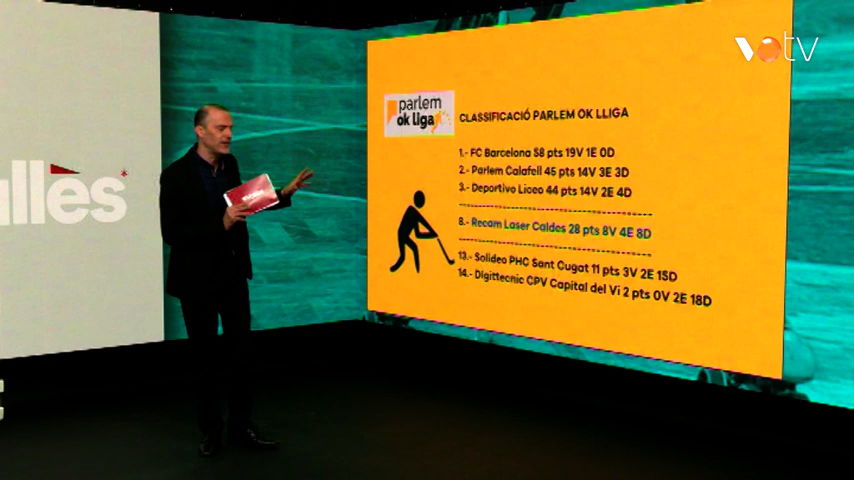 votv
allès*
parlem
ok liga
CLASSIFICACIÓ PARLEM OK LLIGA
1.- FC Barcelona 58 pts 19V 1E 0D
2.- Parlem Calafell 45 pts 14V 3E 3D
3.- Deportivo Liceo 44 pts 14V 2E 4D
8.- Recam Laser Caldes 28 pts 8V 4E 8D
13.- Solideo PHC Sant Cugat 11 pts 3V 2E 15D
14.- Digittecnic CPV Capital del Vi 2 pts 0V 2E 18D